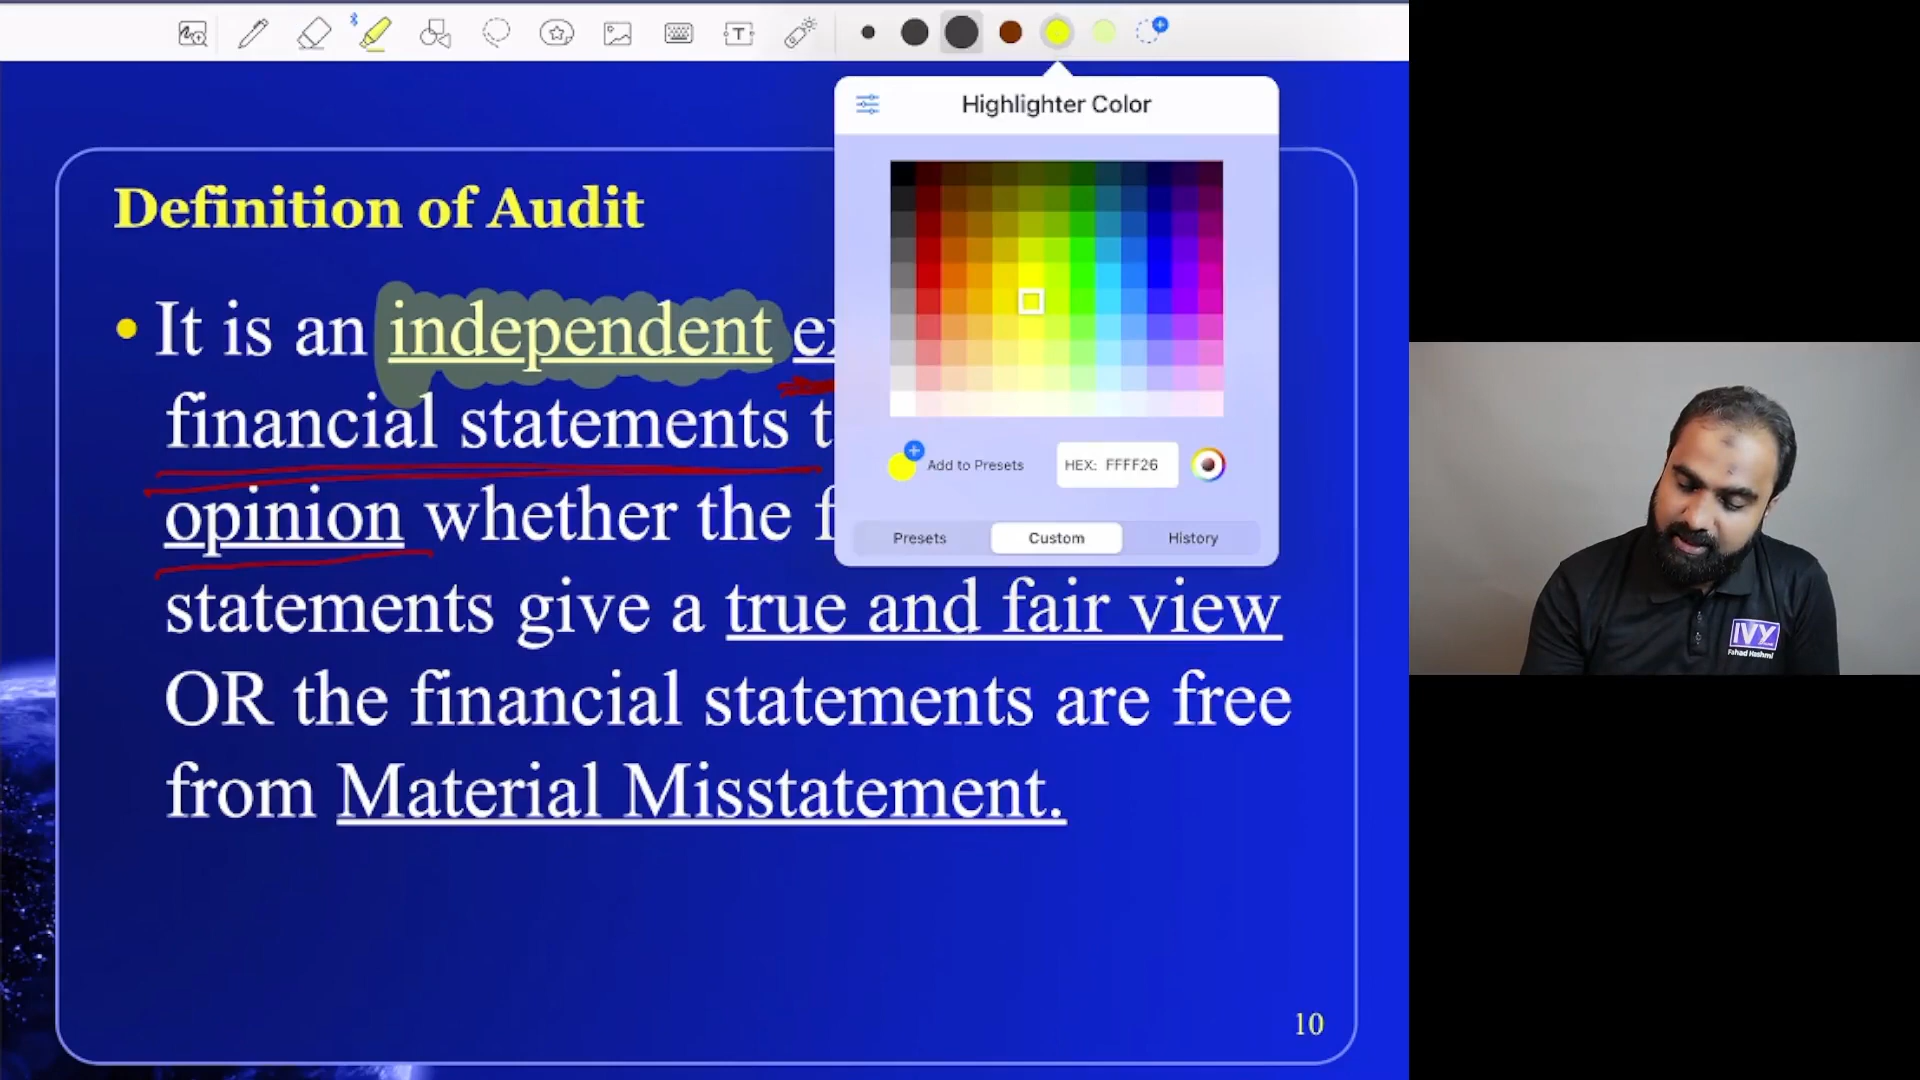 Highlighter Color
Definition of Audit
• It is an independent
financial statements
opinion whether the
statements give a true and fair view
OR the financial statements are free
from Material Misstatement.
Add to Presets
HEX: FFFF26
Presets
Custom
History
10
IVY
Fahad Hashmi